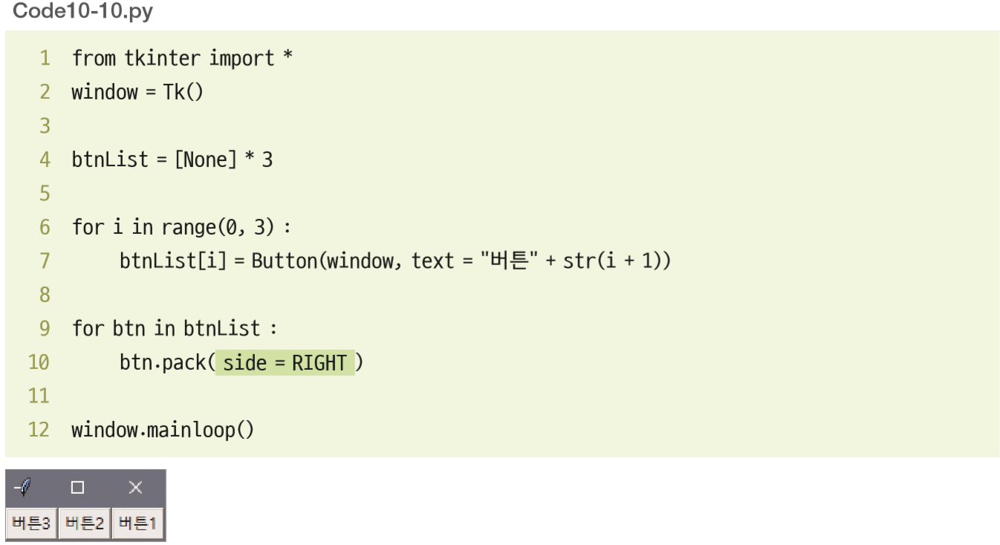 Code10-10.py
1 from tkinter import *
2 window = Tk()
3
4 btnList = [None] * 3
5
6 for i in range(0, 3) :
7 btnList[i] = Button(window, text = "버튼" + str(i + 1))
8
9 for btn in btnList :
10 btn.pack( side = RIGHT )
11
12 window.mainloop()
버튼3 버튼2 버튼1